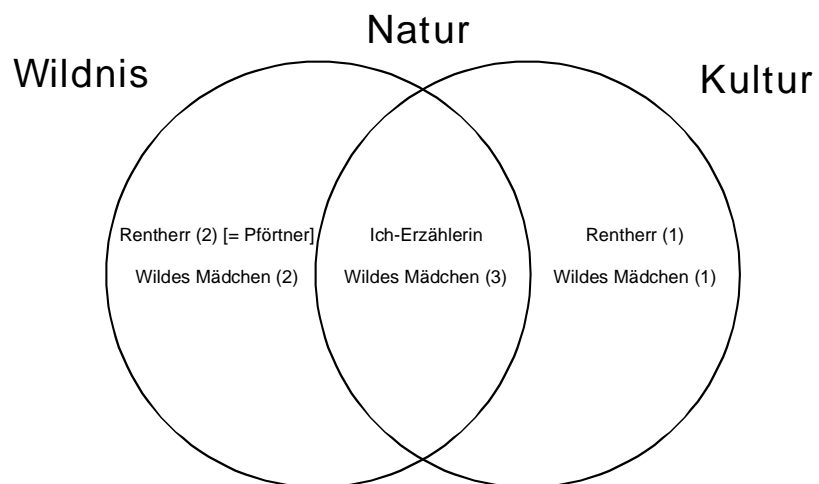 Natur
Wildnis
Kultur
Rentherr (2) [= Pförtner]
Ich-Erzählerin
Rentherr (1)
Wildes Mädchen (2)
Wildes Mädchen (3)
Wildes Mädchen (1)